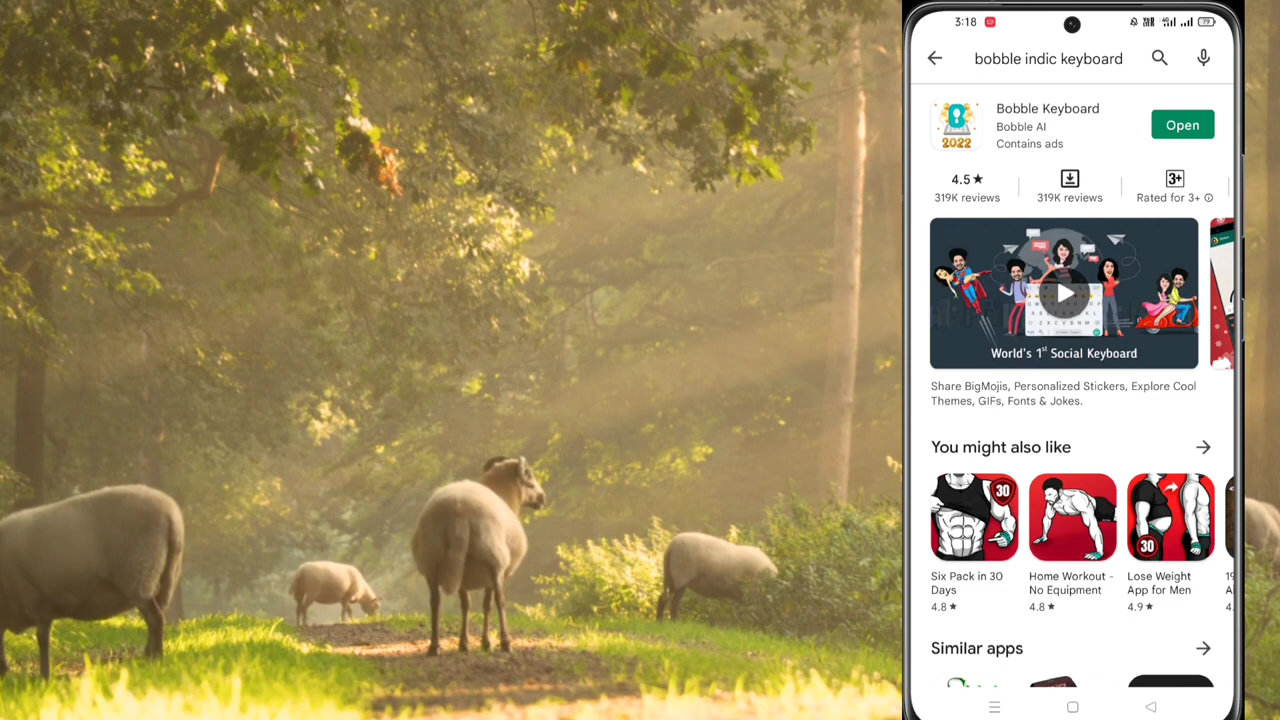 3:18
bobble indic keyboard
Bobble Keyboard
Bobble AI
Contains ads
Open
2022
4.5★
319K reviews
319K reviews
3+
Rated for 3+
World's 1st Social Keyboard
Share BigMojis, Personalized Stickers, Explore Cool
Themes, GIFs, Fonts & Jokes.
You might also like
30
30
Six Pack in 30
Days
4.8★
Home Workout -
No Equipment
4.8★
Lose Weight
App for Men
4.9★
Similar apps